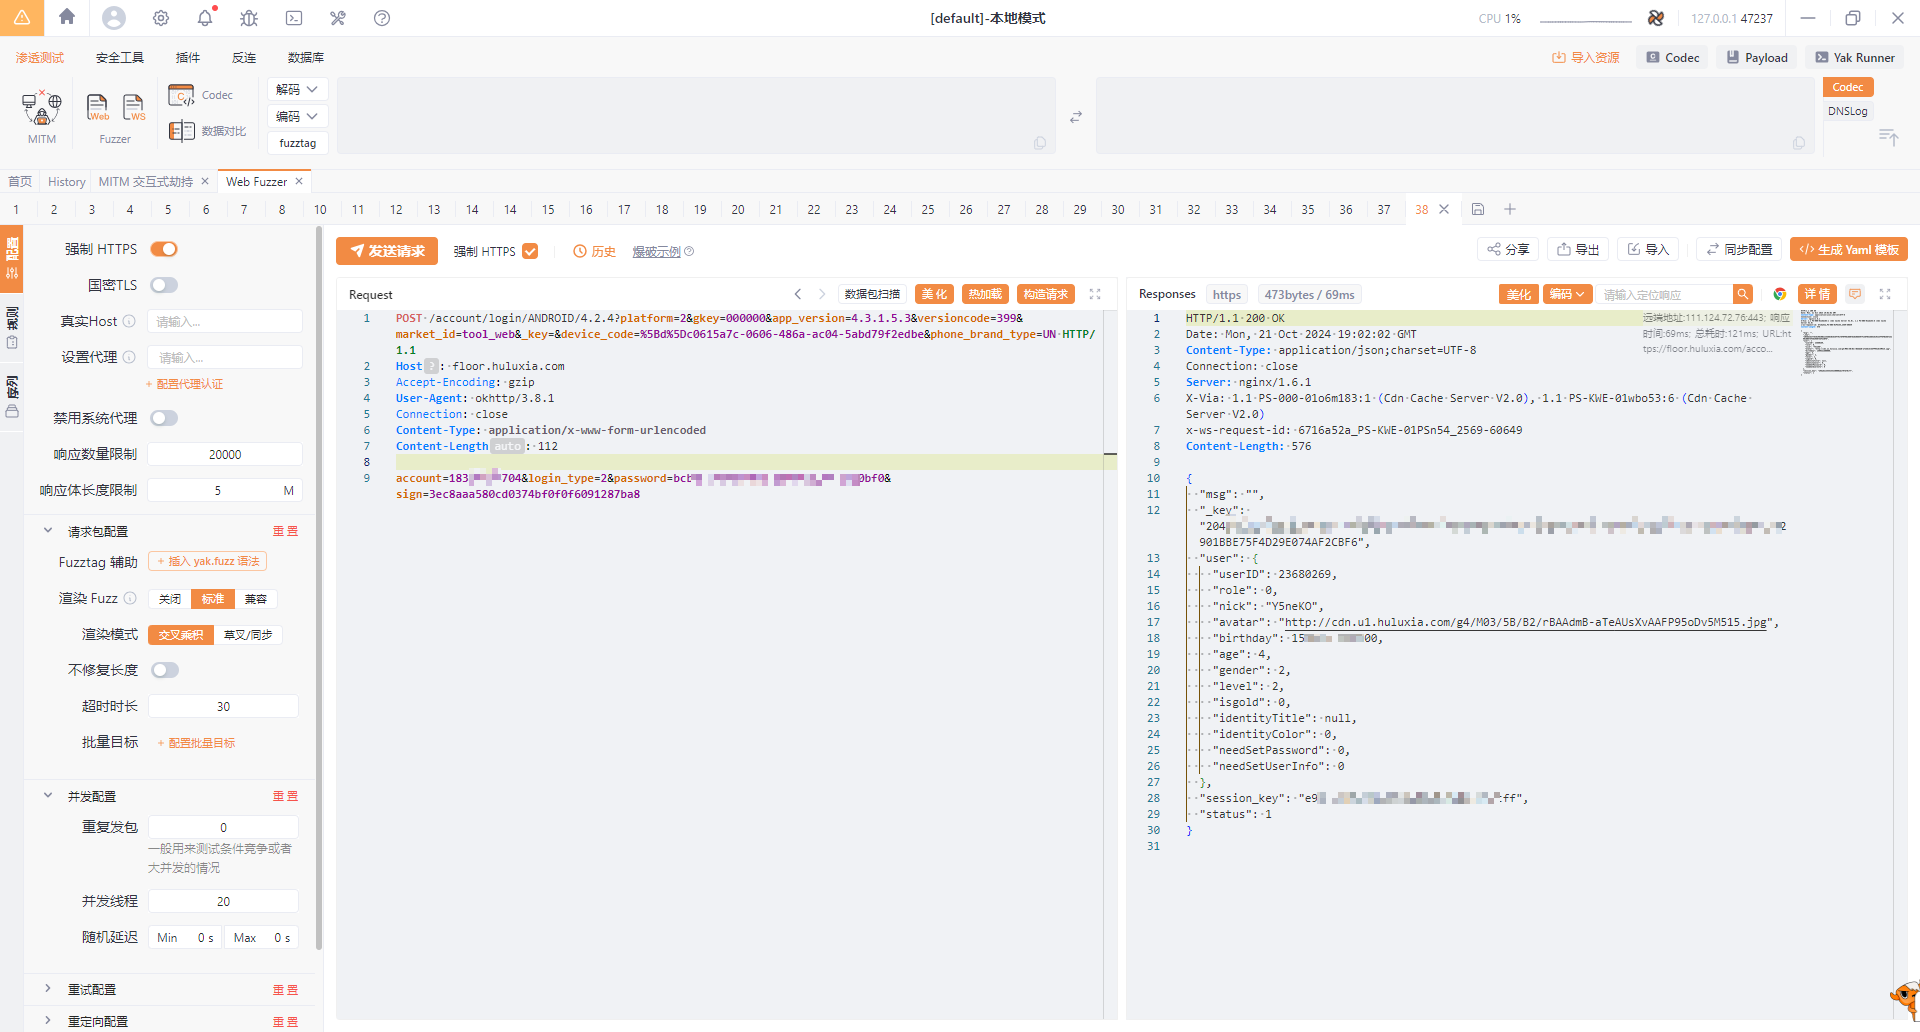 [default]-本地模式
CPU 1%
127.0.0.1 47237
渗透测试 安全工具 插件 反连 数据库
导入资源 Codec Payload Yak Runner
MITM
Web WS
Fuzzer
Codec
数据对比
解码
编码
fuzztag
Codec
DNSLog
首页 History MITM 交互式劫持 Web Fuzzer
1 2 3 4 5 6 7 8 10 11 12 13 14 14 15 16 17 18 19 20 21 22 23 24 25 26 27 28 29 30 31 32 33 34 35 36 37 38
配置
规则
序列
强制 HTTPS
国密TLS
真实Host 请输入...
设置代理 请输入...
+ 配置代理认证
禁用系统代理
响应数量限制 20000
响应体长度限制 5 M
请求包配置 重置
Fuzztag 辅助 + 插入 yak.fuzz 语法
渲染 Fuzz 关闭 标准 兼容
渲染模式 交叉乘积 草叉/同步
不修复长度
超时时长 30
批量目标 + 配置批量目标
并发配置 重置
重复发包 0
一般用来测试条件竞争或者
大并发的情况
并发线程 20
随机延迟 Min 0 s Max 0 s
重试配置 重置
重定向配置 重置
发送请求 强制 HTTPS 历史 爆破示例
分享 导出 导入 同步配置 </> 生成 Yaml 模板
Request 数据包扫描 美化 热加载 构造请求
1 POST /account/login/ANDROID/4.2.4?platform=2&gkey=000000&app_version=4.3.1.5.3&versioncode=399&
market_id=tool_web&_key=&device_code=%5Bd%5Dc0615a7c-0606-486a-ac04-5abd79f2edbe&phone_brand_type=UN HTTP/
1.1
2 Host ? : floor.huluxia.com
3 Accept-Encoding: gzip
4 User-Agent: okhttp/3.8.1
5 Connection: close
6 Content-Type: application/x-www-form-urlencoded
7 Content-Length auto : 112
8
9 account=183 704&login_type=2&password=bcb 0bf0&
sign=3ec8aaa580cd0374bf0f0f6091287ba8
Responses https 473bytes / 69ms 美化 编码 请输入定位响应 详情
远端地址:111.124.72.76:443; 响应
时间:69ms; 总耗时:121ms; URL:ht
tps://floor.huluxia.com/acco...
1 HTTP/1.1 200 OK
2 Date: Mon, 21 Oct 2024 19:02:02 GMT
3 Content-Type: application/json;charset=UTF-8
4 Connection: close
5 Server: nginx/1.6.1
6 X-Via: 1.1 PS-000-01o6m183:1 (Cdn Cache Server V2.0), 1.1 PS-KWE-01wbo53:6 (Cdn Cache
Server V2.0)
7 x-ws-request-id: 6716a52a_PS-KWE-01PSn54_2569-60649
8 Content-Length: 576
9
10 {
11 "msg": "",
12 "_key":
"204 2
901BBE75F4D29E074AF2CBF6",
13 "user": {
14 "userID": 23680269,
15 "role": 0,
16 "nick": "Y5neKO",
17 "avatar": "http://cdn.u1.huluxia.com/g4/M03/5B/B2/rBAAdmB-aTeAUsXvAAFP95oDv5M515.jpg",
18 "birthday": 15 00,
19 "age": 4,
20 "gender": 2,
21 "level": 2,
22 "isgold": 0,
23 "identityTitle": null,
24 "identityColor": 0,
25 "needSetPassword": 0,
26 "needSetUserInfo": 0
27 },
28 "session_key": "e9 ff",
29 "status": 1
30 }
31